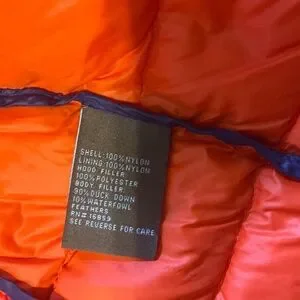 SHELL:100%NYLON
LINING:100%NYLON
HOOD FILLER:
100%POLYESTER
BODY FILLER:
90%DUCK DOWN
10%WATERFOWL
FEATHERS
RN#16859
SEE REVERSE FOR CARE